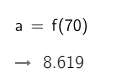 a = f(70)
→ 8.619